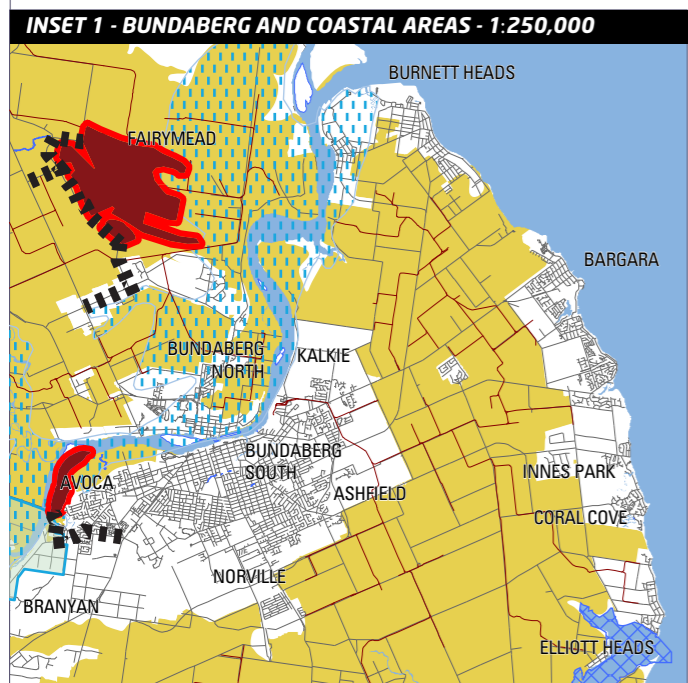 INSET 1 - BUNDABERG AND COASTAL AREAS - 1:250,000
BURNETT HEADS
FAIRYMEAD
BARGARA
BUNDABERG
NORTH
KALKIE
BUNDABERG
SOUTH
AVOCA
INNES PARK
ASHFIELD
CORAL COVE
NORVILLE
BRANYAN
ELLIOTT HEADS